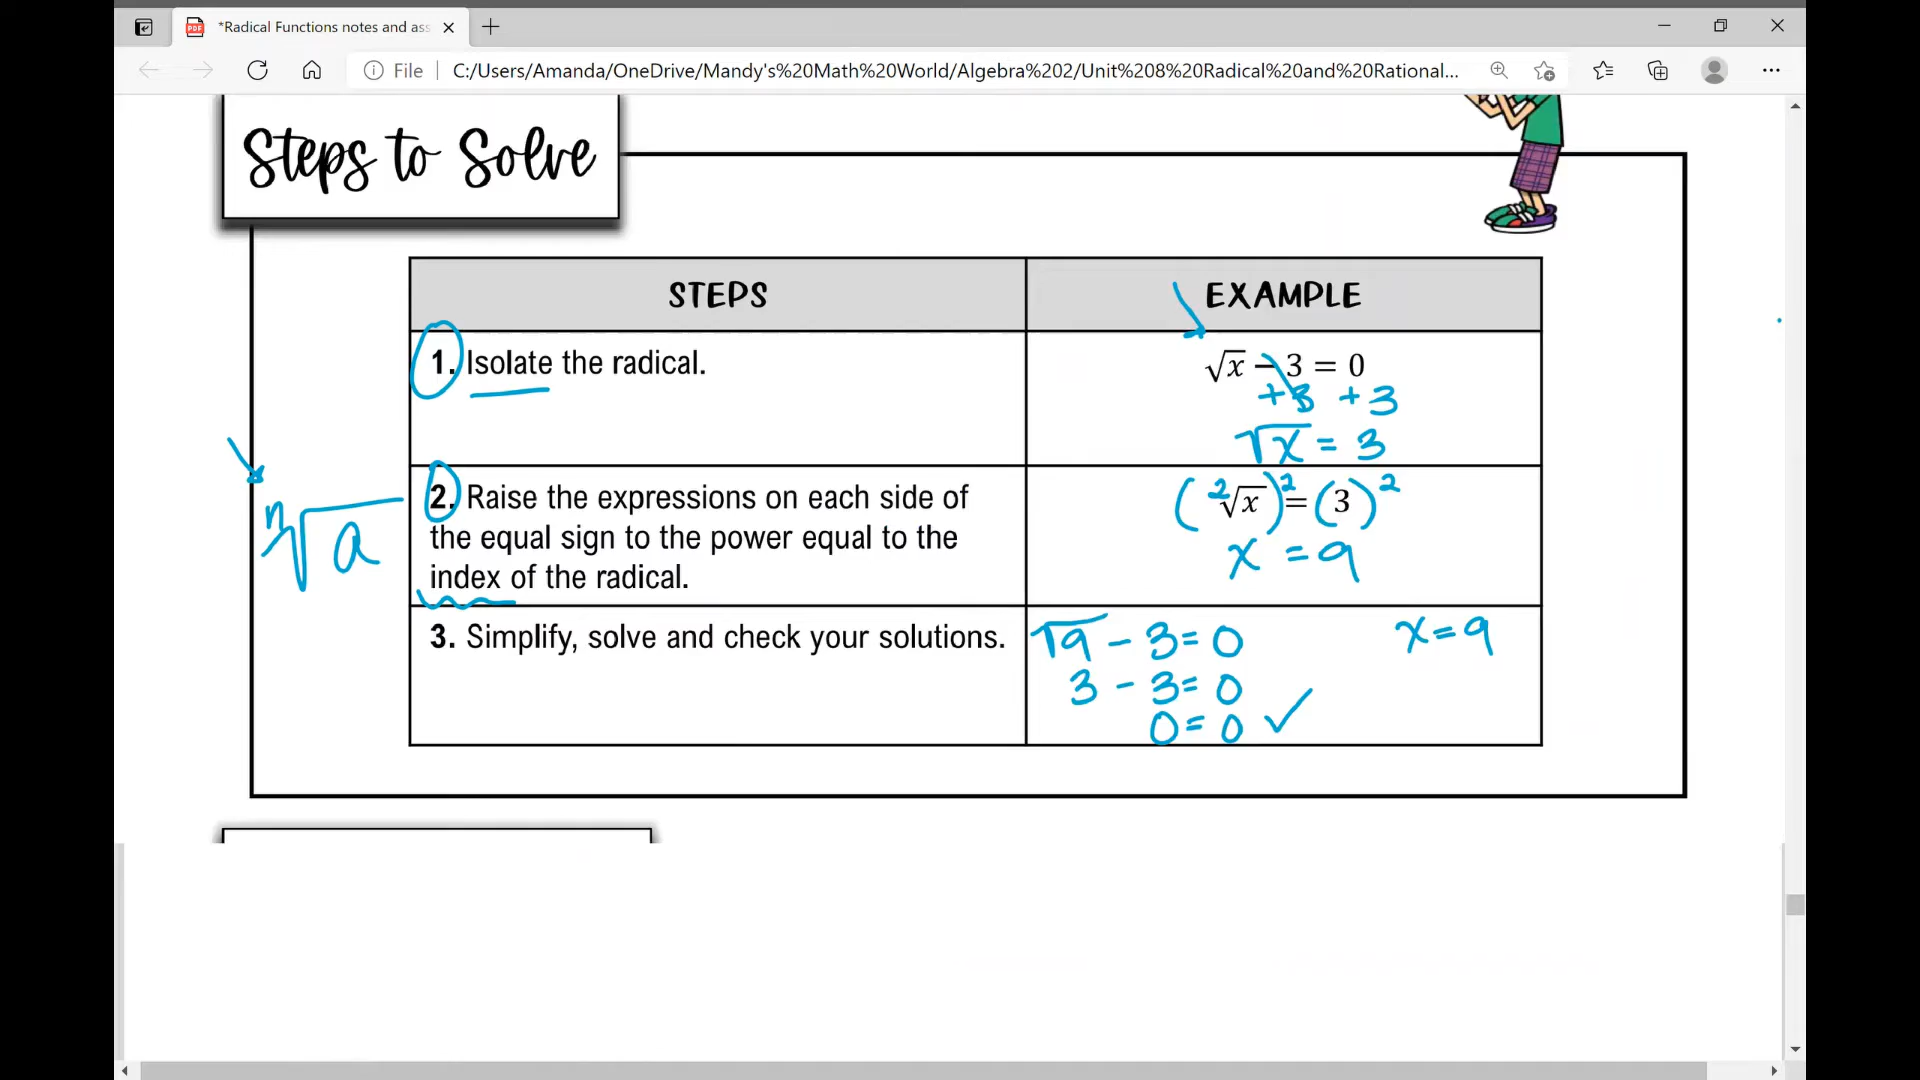 *Radical Functions notes and ass
File C:/Users/Amanda/OneDrive/Mandy's%20Math%20World/Algebra%202/Unit%208%20Radical%20and%20Rational...
Steps to Solve
STEPS
EXAMPLE
1. Isolate the radical.
√x − 3 = 0
+3 +3
√x = 3
ⁿ√a
2. Raise the expressions on each side of
the equal sign to the power equal to the
index of the radical.
(²√x)² = (3)²
x = 9
3. Simplify, solve and check your solutions.
√9 - 3 = 0
x = 9
3 - 3 = 0
0 = 0 ✓